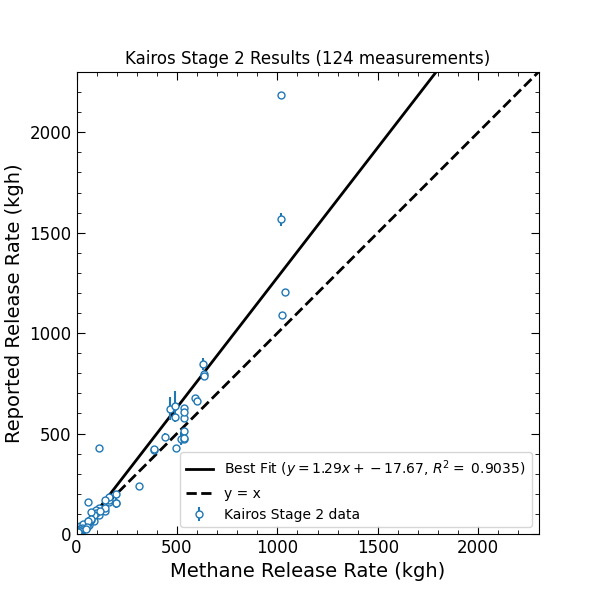 Kairos Stage 2 Results (124 measurements)
Reported Release Rate (kgh)
2000
1500
1000
500
0
Best Fit (y = 1.29x + −17.67, R² = 0.9035)
y = x
Kairos Stage 2 data
0 500 1000 1500 2000
Methane Release Rate (kgh)